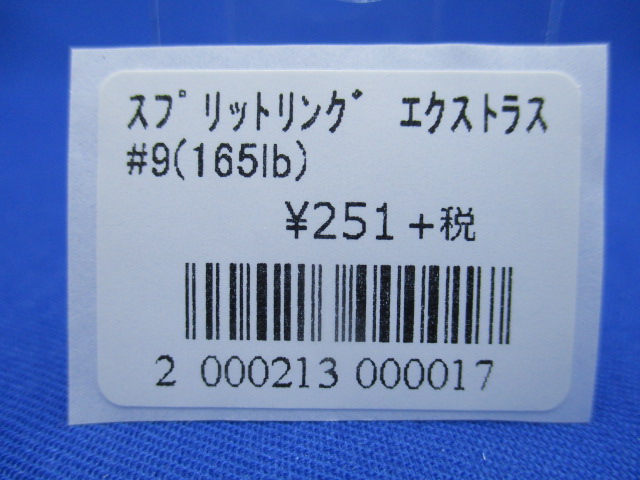 ｽﾌﾟﾘｯﾄﾘﾝｸﾞ ｴｸｽﾄﾗｽ
#9(165lb)
¥251+税
2 000213 000017